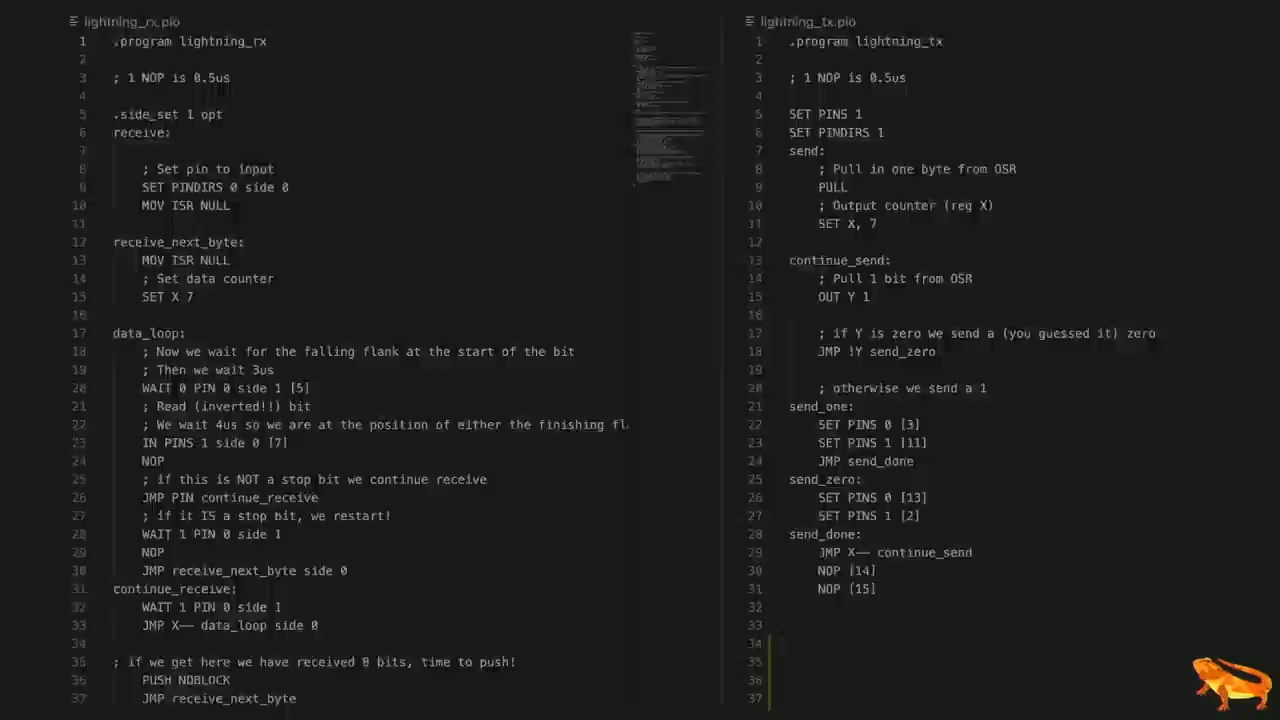 lightning_rx.pio
1 .program lightning_rx
2
3 ; 1 NOP is 0.5us
4
5 .side_set 1 opt
6 receive:
7
8 ; Set pin to input
9 SET PINDIRS 0 side 0
10 MOV ISR NULL
11
12 receive_next_byte:
13 MOV ISR NULL
14 ; Set data counter
15 SET X 7
16
17 data_loop:
18 ; Now we wait for the falling flank at the start of the bit
19 ; Then we wait 3us
20 WAIT 0 PIN 0 side 1 [5]
21 ; Read (inverted!!) bit
22 ; We wait 4us so we are at the position of either the finishing fl
23 IN PINS 1 side 0 [7]
24 NOP
25 ; if this is NOT a stop bit we continue receive
26 JMP PIN continue_receive
27 ; if it IS a stop bit, we restart!
28 WAIT 1 PIN 0 side 1
29 NOP
30 JMP receive_next_byte side 0
31 continue_receive:
32 WAIT 1 PIN 0 side 1
33 JMP X-- data_loop side 0
34
35 ; if we get here we have received 8 bits, time to push!
36 PUSH NOBLOCK
37 JMP receive_next_byte
lightning_tx.pio
1 .program lightning_tx
2
3 ; 1 NOP is 0.5us
4
5 SET PINS 1
6 SET PINDIRS 1
7 send:
8 ; Pull in one byte from OSR
9 PULL
10 ; Output counter (reg X)
11 SET X, 7
12
13 continue_send:
14 ; Pull 1 bit from OSR
15 OUT Y 1
16
17 ; if Y is zero we send a (you guessed it) zero
18 JMP !Y send_zero
19
20 ; otherwise we send a 1
21 send_one:
22 SET PINS 0 [3]
23 SET PINS 1 [11]
24 JMP send_done
25 send_zero:
26 SET PINS 0 [13]
27 SET PINS 1 [2]
28 send_done:
29 JMP X-- continue_send
30 NOP [14]
31 NOP [15]
32
33
34
35
36
37